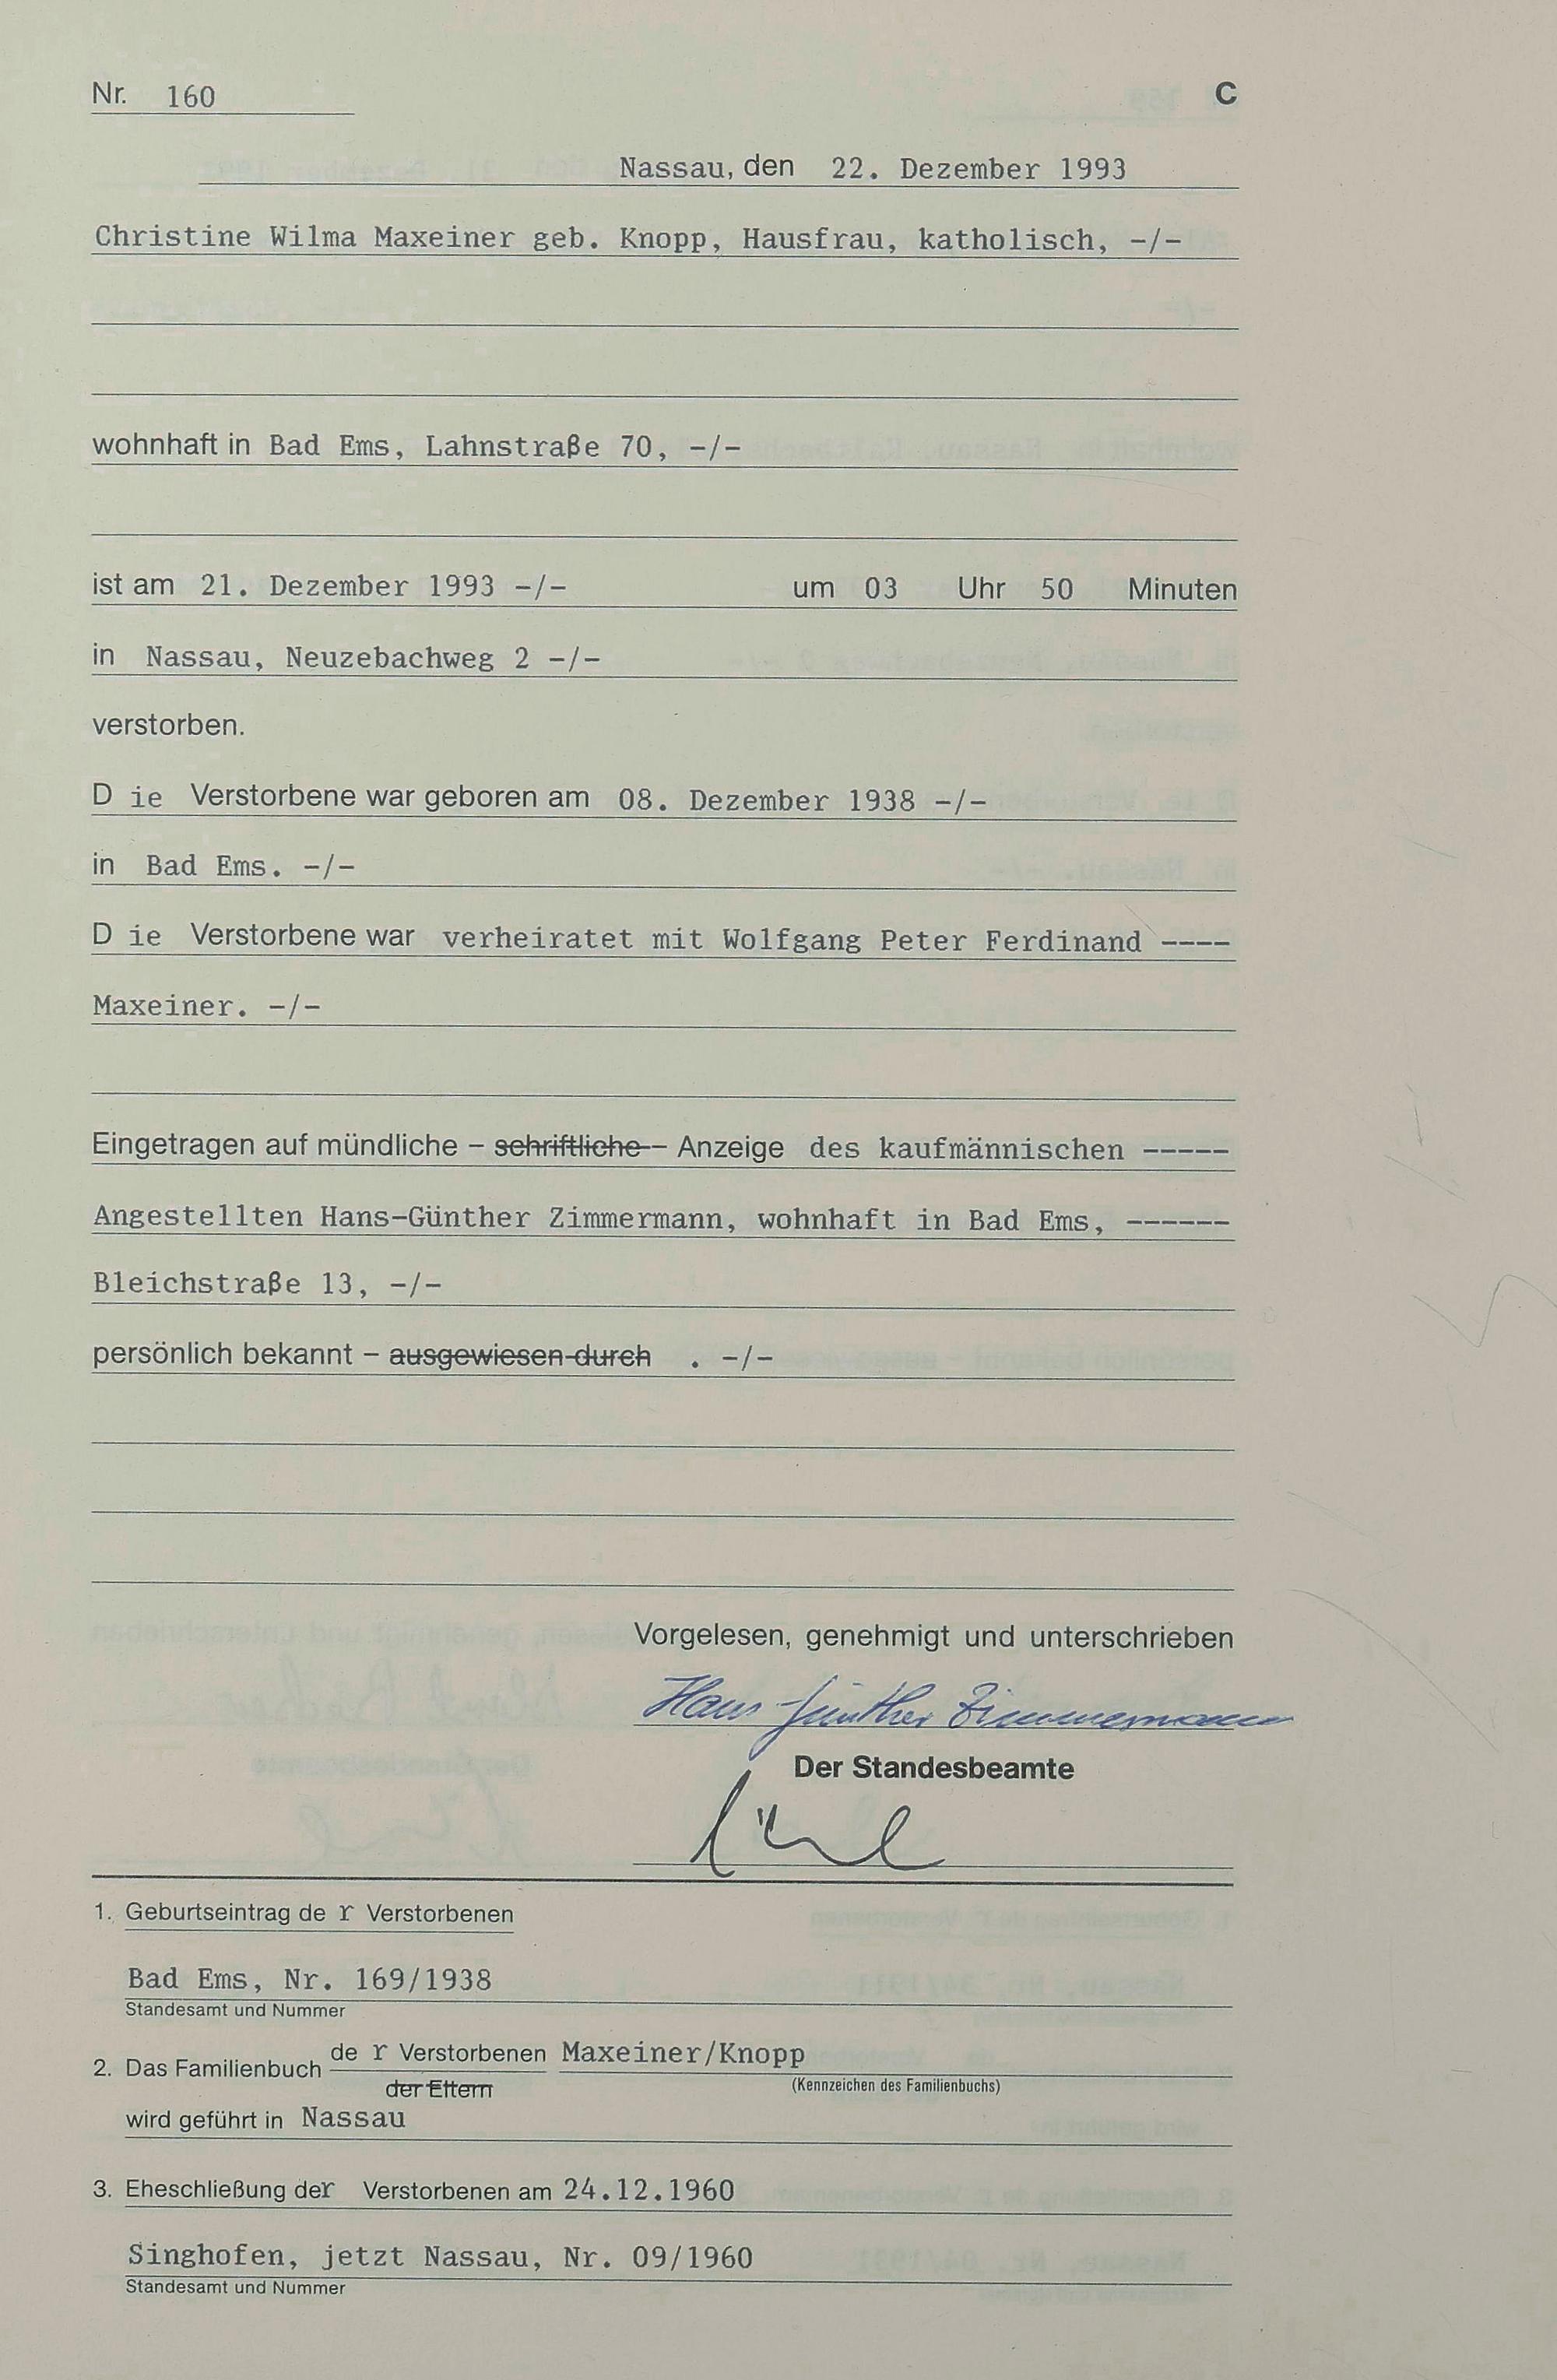 Nr. 160 C
Nassau, den 22. Dezember 1993
Christine Wilma Maxeiner geb. Knopp, Hausfrau, katholisch, -/-
wohnhaft in Bad Ems, Lahnstraße 70, -/-
ist am 21. Dezember 1993 -/- um 03 Uhr 50 Minuten
in Nassau, Neuzebachweg 2 -/-
verstorben.
D ie Verstorbene war geboren am 08. Dezember 1938 -/-
in Bad Ems. -/-
D ie Verstorbene war verheiratet mit Wolfgang Peter Ferdinand ----
Maxeiner. -/-
Eingetragen auf mündliche – schriftliche – Anzeige des kaufmännischen -----
Angestellten Hans-Günther Zimmermann, wohnhaft in Bad Ems, ------
Bleichstraße 13, -/-
persönlich bekannt – ausgewiesen durch . -/-
Vorgelesen, genehmigt und unterschrieben
Hans-Günther Zimmermann
Der Standesbeamte
1. Geburtseintrag de r Verstorbenen
Bad Ems, Nr. 169/1938
Standesamt und Nummer
2. Das Familienbuch de r Verstorbenen Maxeiner/Knopp
der Eltern (Kennzeichen des Familienbuchs)
wird geführt in Nassau
3. Eheschließung der Verstorbenen am 24.12.1960
Singhofen, jetzt Nassau, Nr. 09/1960
Standesamt und Nummer